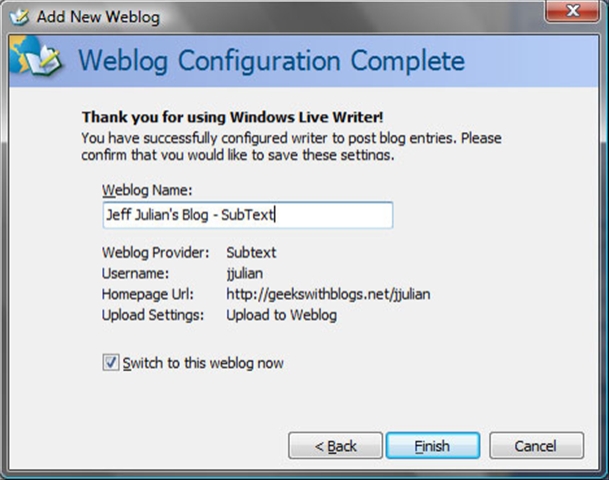 Add New Weblog
Weblog Configuration Complete
Thank you for using Windows Live Writer!
You have successfully configured writer to post blog entries. Please
confirm that you would like to save these settings.
Weblog Name:
Jeff Julian's Blog - SubText
Weblog Provider: Subtext
Username: jjulian
Homepage Url: http://geekswithblogs.net/jjulian
Upload Settings: Upload to Weblog
Switch to this weblog now
< Back Finish Cancel